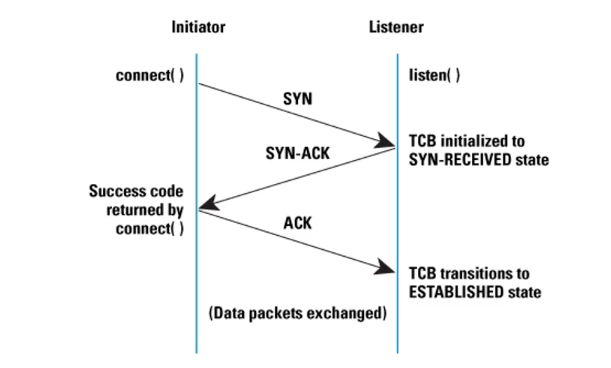 Initiator
Listener
connect( )
listen( )
SYN
TCB initialized to
SYN-RECEIVED state
SYN-ACK
Success code
returned by
connect( )
ACK
TCB transitions to
ESTABLISHED state
(Data packets exchanged)